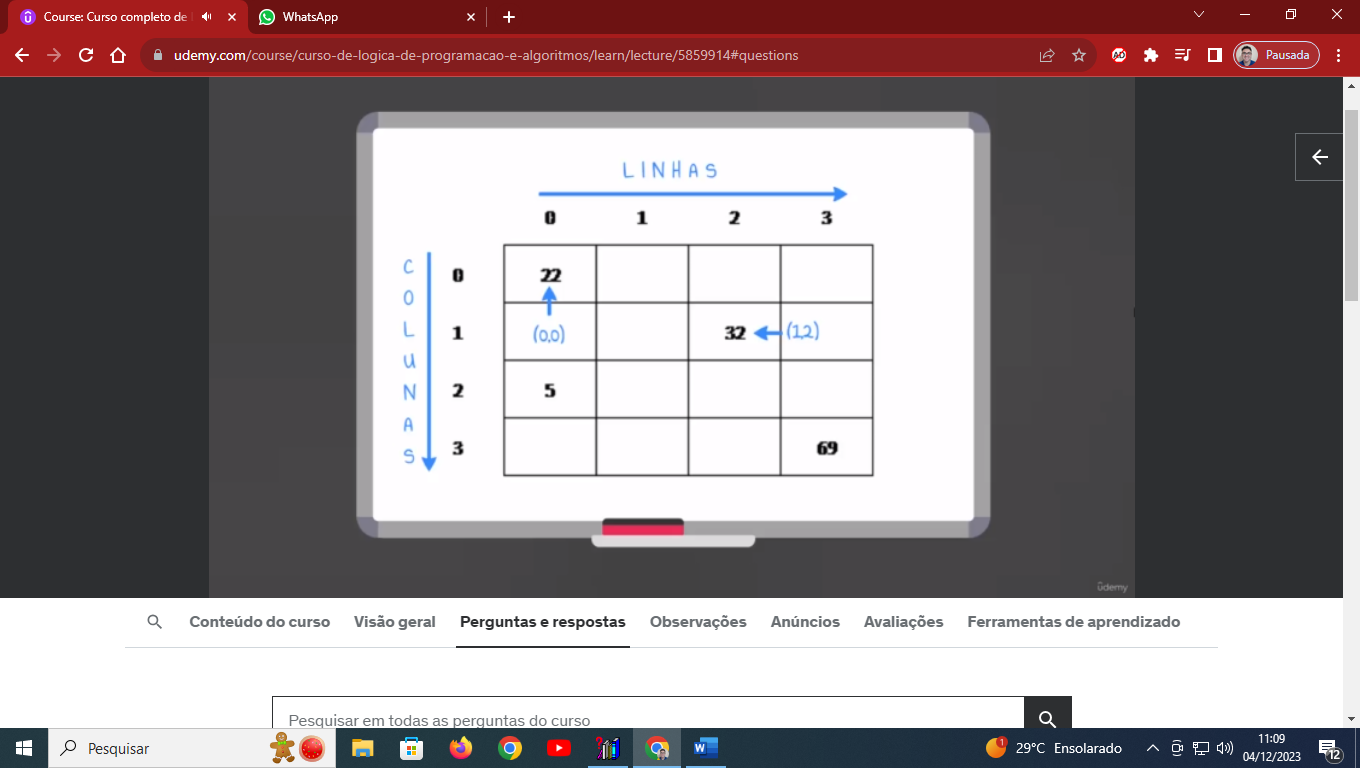 Course: Curso completo de
WhatsApp
udemy.com/course/curso-de-logica-de-programacao-e-algoritmos/learn/lecture/5859914#questions
Pausada
LINHAS
0 1 2 3
COLUNAS
0 22
1 (0,0) 32 (1,2)
2 5
3 69
ûdemy
Conteúdo do curso Visão geral Perguntas e respostas Observações Anúncios Avaliações Ferramentas de aprendizado
Pesquisar em todas as perguntas do curso
Pesquisar
1
29°C Ensolarado
11:09
04/12/2023
12